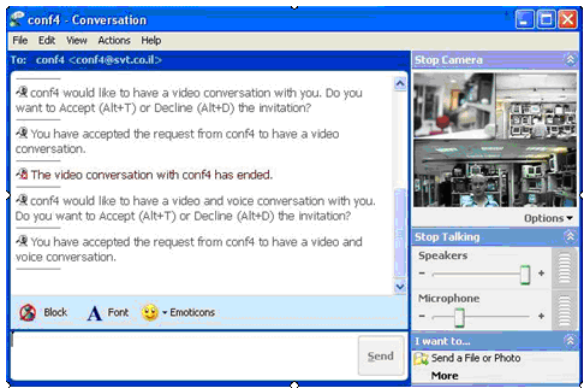 conf4 - Conversation
File Edit View Actions Help
To: conf4 <conf4@svt.co.il>
conf4 would like to have a video conversation with you. Do you
want to Accept (Alt+T) or Decline (Alt+D) the invitation?
You have accepted the request from conf4 to have a video
conversation.
The video conversation with conf4 has ended.
conf4 would like to have a video and voice conversation with you.
Do you want to Accept (Alt+T) or Decline (Alt+D) the invitation?
You have accepted the request from conf4 to have a video and
voice conversation.
Block A Font Emoticons
Send
Stop Camera
Options
Stop Talking
Speakers
- +
Microphone
- +
I want to...
Send a File or Photo
More